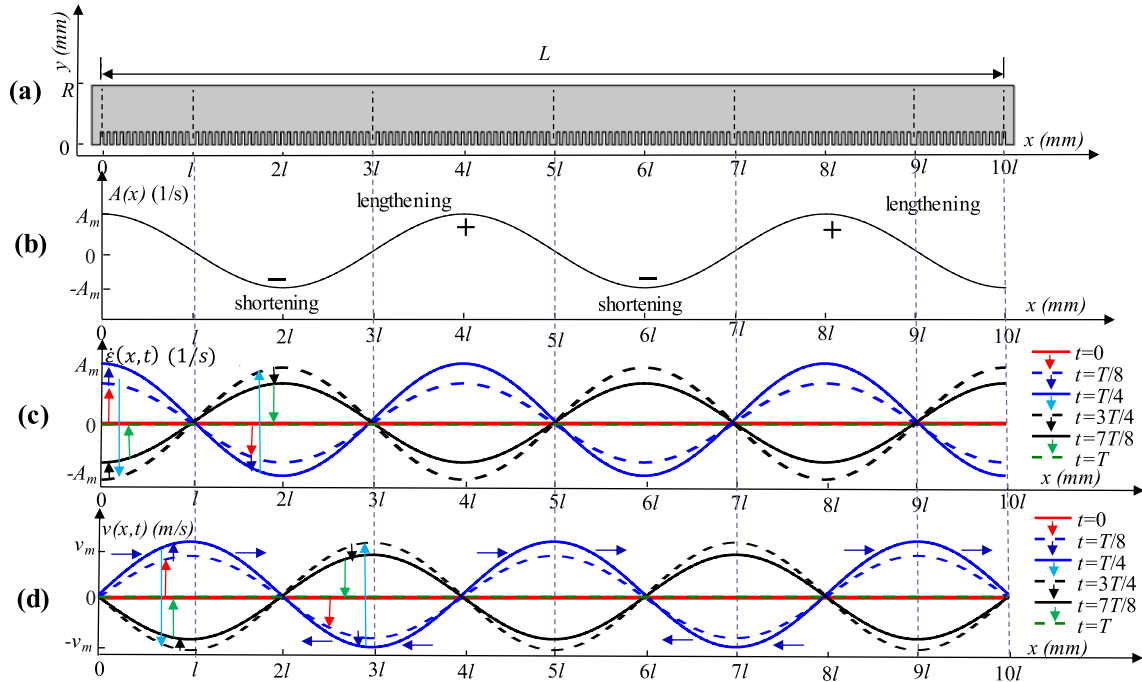 (a)
y (mm)
R
0
L
x (mm)
0 l 2l 3l 4l 5l 6l 7l 8l 9l 10l
(b)
A(x) (1/s)
A_m
0
-A_m
lengthening
lengthening
lengthening
+
+
−
−
shortening
shortening
x (mm)
2l 3l 4l 5l 6l 7l 8l 9l 10l
(c)
ε̇(x,t) (1/s)
A_m
0
-A_m
l 2l 3l 4l 5l 6l 7l 8l 9l 10l
x (mm)
t=0
t=T/8
t=T/4
t=3T/4
t=7T/8
t=T
(d)
v(x,t) (m/s)
v_m
0
-v_m
0 l 2l 3l 4l 5l 6l 7l 8l 9l 10l
x (mm)
t=0
t=T/8
t=T/4
t=3T/4
t=7T/8
t=T